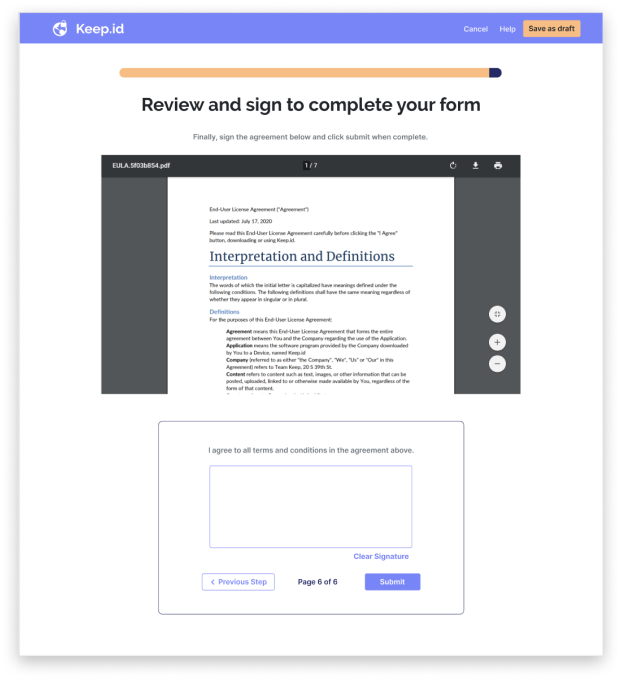 Keep.id
Cancel Help Save as draft
Review and sign to complete your form
Finally, sign the agreement below and click submit when complete.
EULA.5f03b854.pdf 1 / 7
End-User License Agreement ("Agreement")
Last updated: July 17, 2020
Please read this End-User License Agreement carefully before clicking the "I Agree"
button, downloading or using Keep.id.
Interpretation and Definitions
Interpretation
The words of which the initial letter is capitalized have meanings defined under the
following conditions. The following definitions shall have the same meaning regardless of
whether they appear in singular or in plural.
Definitions
For the purposes of this End-User License Agreement:
Agreement means this End-User License Agreement that forms the entire
agreement between You and the Company regarding the use of the Application.
Application means the software program provided by the Company downloaded
by You to a Device, named Keep.id
Company (referred to as either "the Company", "We", "Us" or "Our" in this
Agreement) refers to Team Keep, 20 S 39th St.
Content refers to content such as text, images, or other information that can be
posted, uploaded, linked to or otherwise made available by You, regardless of the
form of that content.
I agree to all terms and conditions in the agreement above.
Clear Signature
Previous Step Page 6 of 6 Submit